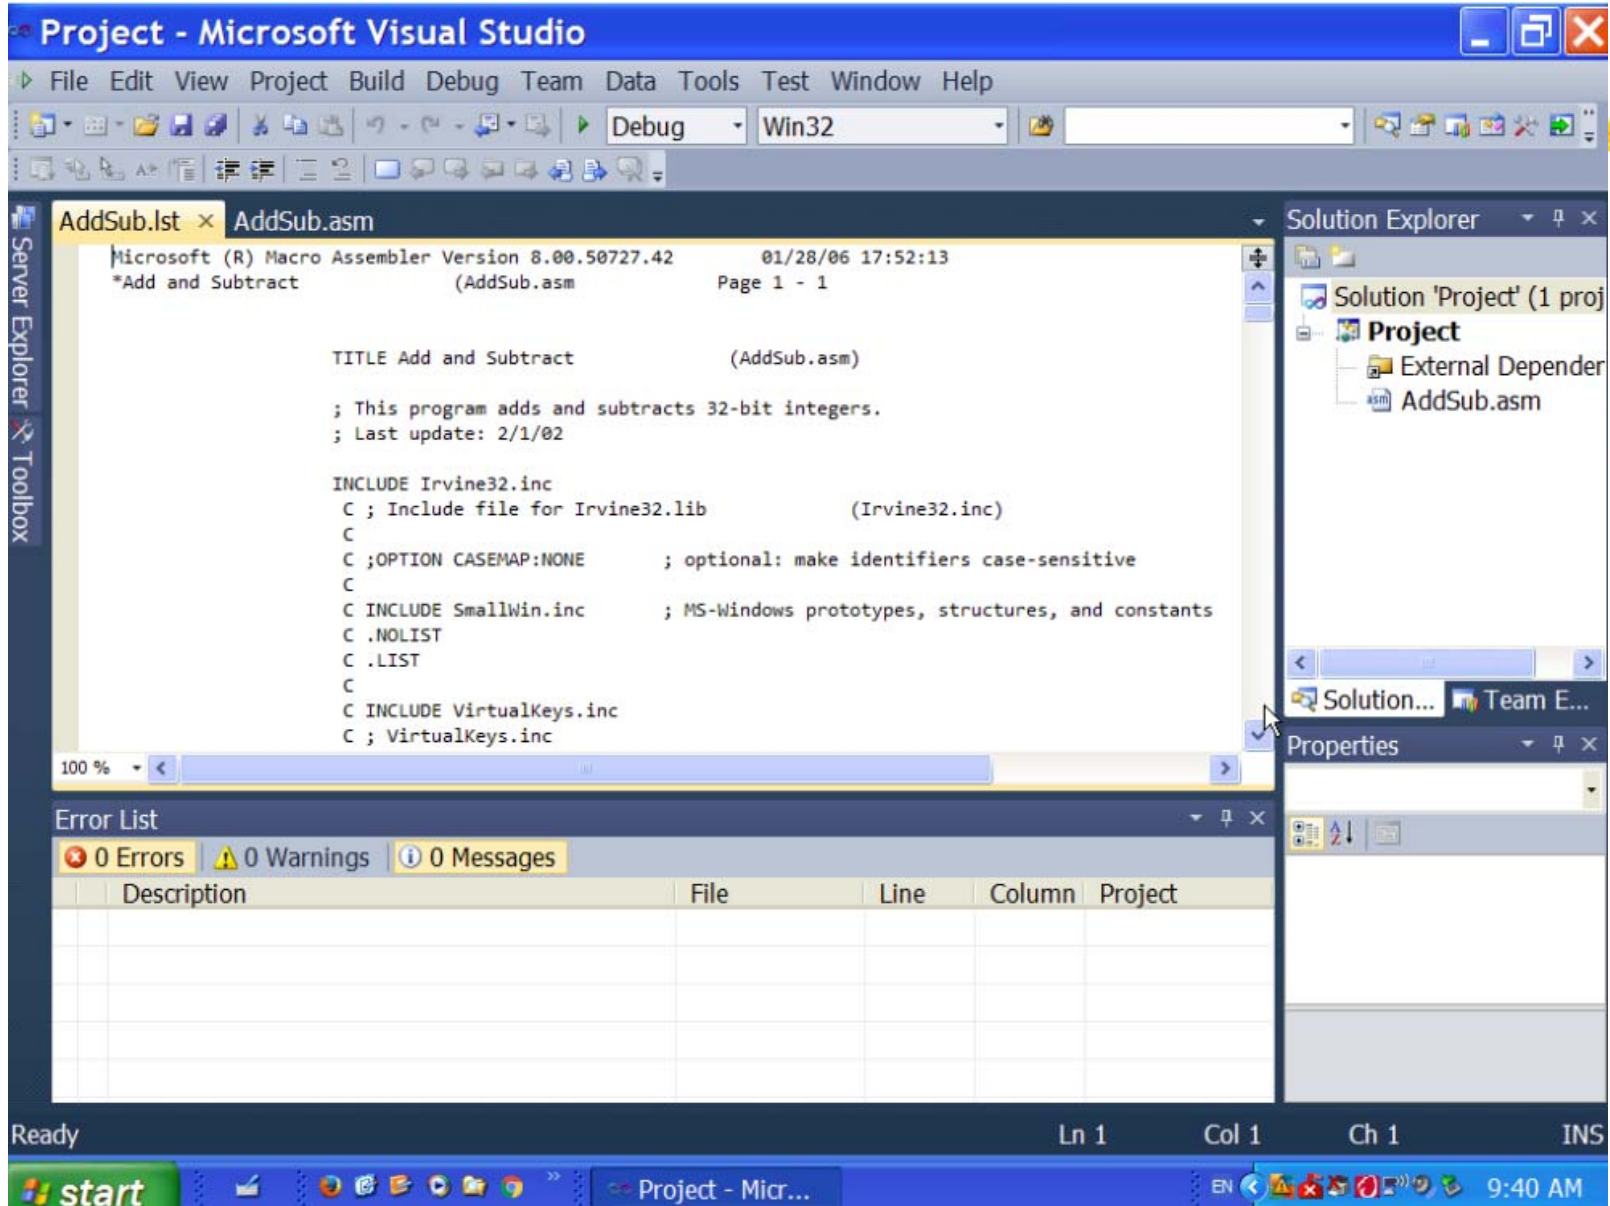 Project - Microsoft Visual Studio
File Edit View Project Build Debug Team Data Tools Test Window Help
Debug Win32
Server Explorer
Toolbox
AddSub.lst AddSub.asm
Microsoft (R) Macro Assembler Version 8.00.50727.42 01/28/06 17:52:13
*Add and Subtract (AddSub.asm Page 1 - 1
TITLE Add and Subtract (AddSub.asm)
; This program adds and subtracts 32-bit integers.
; Last update: 2/1/02
INCLUDE Irvine32.inc
C ; Include file for Irvine32.lib (Irvine32.inc)
C
C ;OPTION CASEMAP:NONE ; optional: make identifiers case-sensitive
C
C INCLUDE SmallWin.inc ; MS-Windows prototypes, structures, and constants
C .NOLIST
C .LIST
C
C INCLUDE VirtualKeys.inc
C ; VirtualKeys.inc
100 %
Solution Explorer
Solution 'Project' (1 proj
Project
External Depender
AddSub.asm
Solution... Team E...
Properties
Error List
0 Errors 0 Warnings 0 Messages
Description File Line Column Project
Ready Ln 1 Col 1 Ch 1 INS
start Project - Micr... EN 9:40 AM